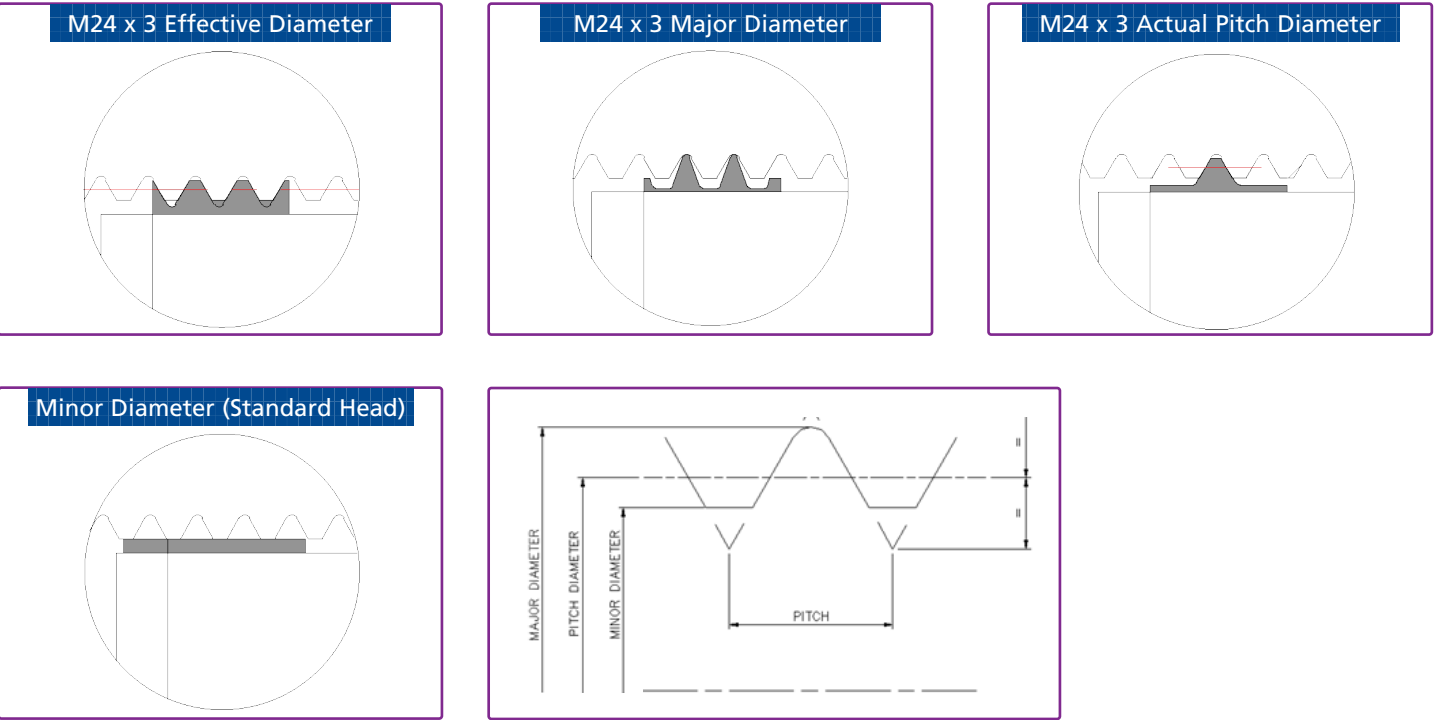 M24 x 3 Effective Diameter
M24 x 3 Major Diameter
M24 x 3 Actual Pitch Diameter
Minor Diameter (Standard Head)
MAJOR DIAMETER
PITCH DIAMETER
MINOR DIAMETER
PITCH
=
=